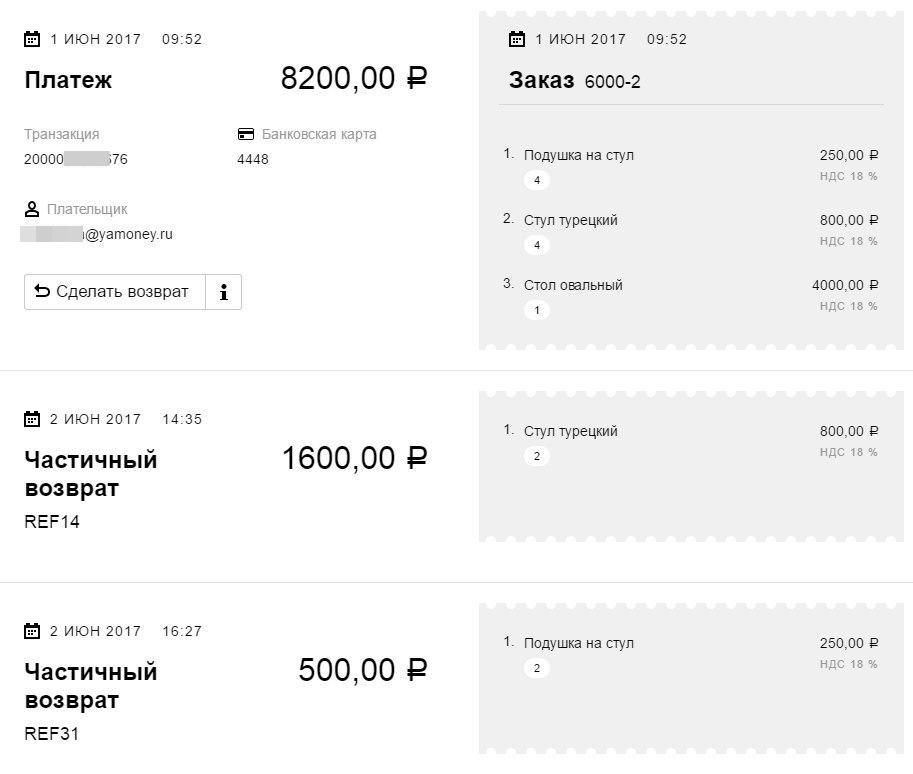 1 ИЮН 2017 09:52
Платеж 8200,00 ₽
Транзакция
Банковская карта
20000 676
4448
Плательщик
@yamoney.ru
Сделать возврат
1 ИЮН 2017 09:52
Заказ 6000-2
1. Подушка на стул 250,00 ₽
4 НДС 18 %
2. Стул турецкий 800,00 ₽
4 НДС 18 %
3. Стол овальный 4000,00 ₽
1 НДС 18 %
2 ИЮН 2017 14:35
Частичный 1600,00 ₽
возврат
REF14
1. Стул турецкий 800,00 ₽
2 НДС 18 %
2 ИЮН 2017 16:27
Частичный 500,00 ₽
возврат
REF31
1. Подушка на стул 250,00 ₽
2 НДС 18 %